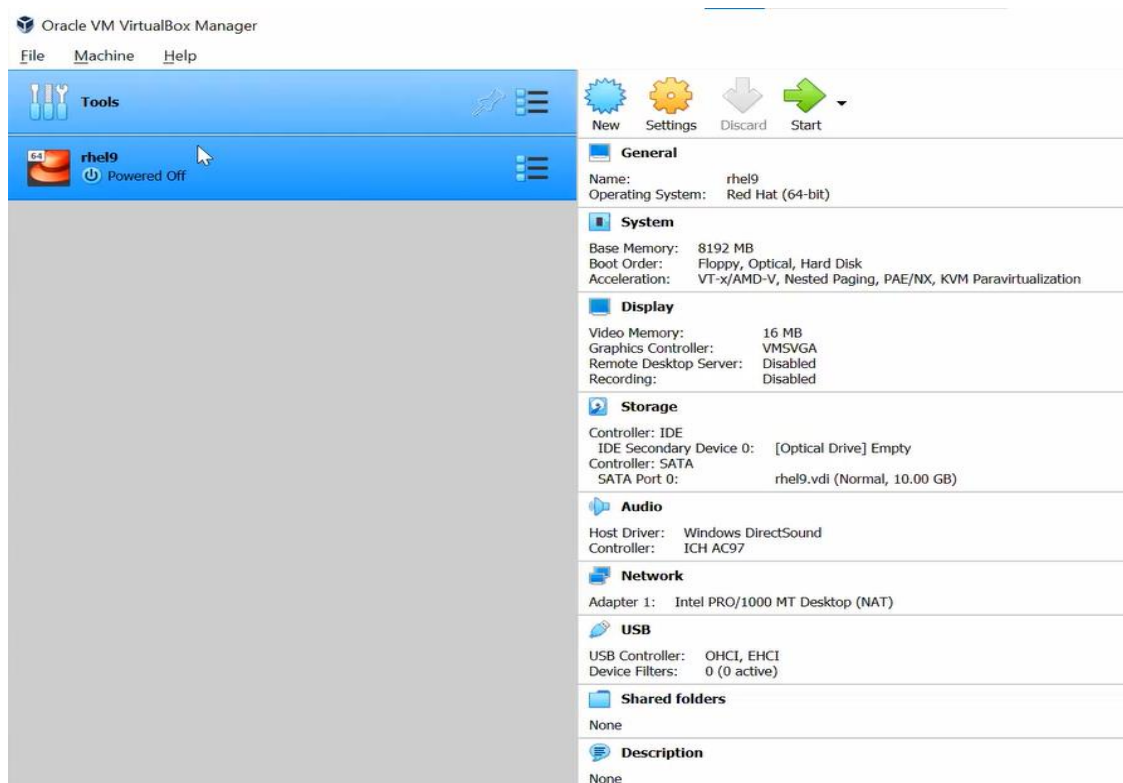 Oracle VM VirtualBox Manager
File Machine Help
Tools
64
rhel9
Powered Off
New Settings Discard Start
General
Name: rhel9
Operating System: Red Hat (64-bit)
System
Base Memory: 8192 MB
Boot Order: Floppy, Optical, Hard Disk
Acceleration: VT-x/AMD-V, Nested Paging, PAE/NX, KVM Paravirtualization
Display
Video Memory: 16 MB
Graphics Controller: VMSVGA
Remote Desktop Server: Disabled
Recording: Disabled
Storage
Controller: IDE
IDE Secondary Device 0: [Optical Drive] Empty
Controller: SATA
SATA Port 0: rhel9.vdi (Normal, 10.00 GB)
Audio
Host Driver: Windows DirectSound
Controller: ICH AC97
Network
Adapter 1: Intel PRO/1000 MT Desktop (NAT)
USB
USB Controller: OHCI, EHCI
Device Filters: 0 (0 active)
Shared folders
None
Description
None